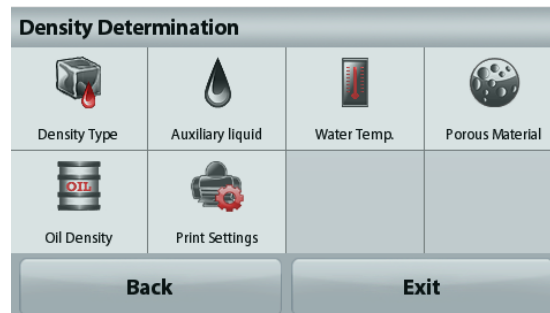 Density Determination
Density Type
Auxiliary liquid
Water Temp.
Porous Material
OIL
Oil Density
Print Settings
Back
Exit